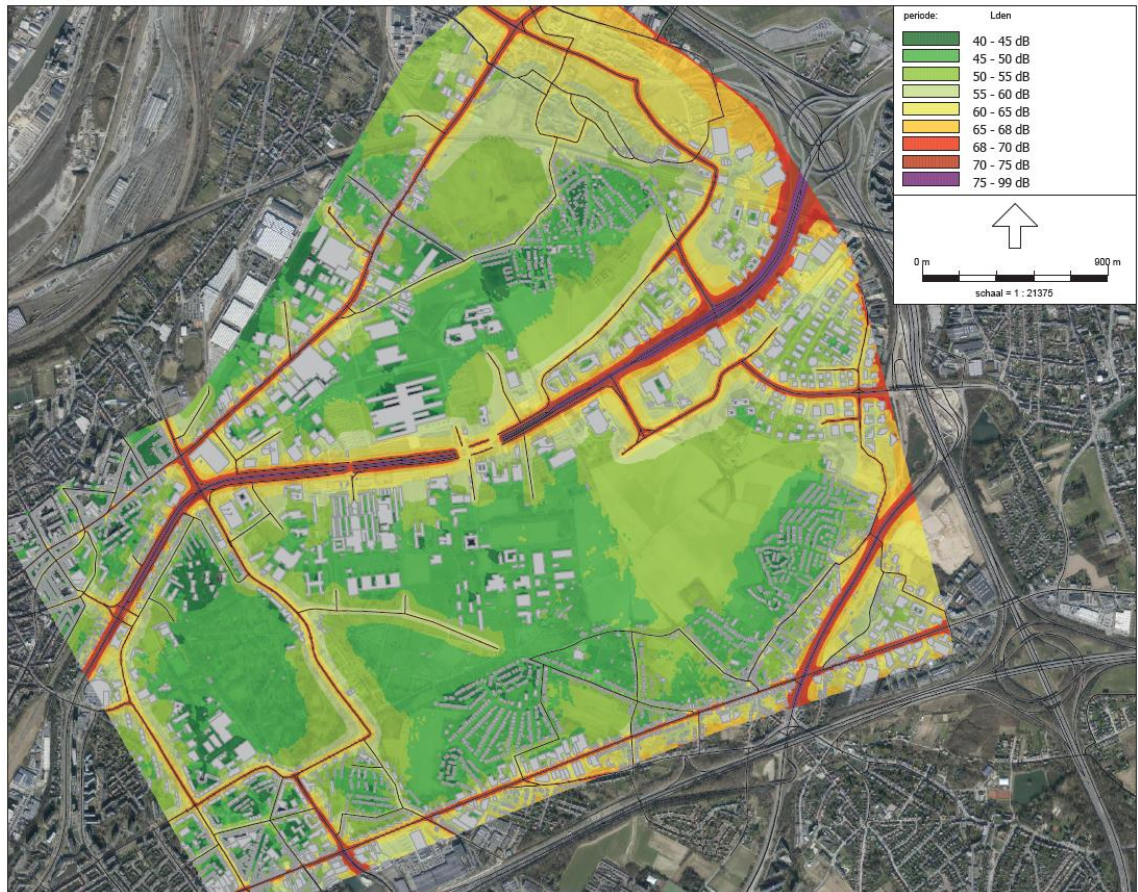 periode: Lden
40 - 45 dB
45 - 50 dB
50 - 55 dB
55 - 60 dB
60 - 65 dB
65 - 68 dB
68 - 70 dB
70 - 75 dB
75 - 99 dB
0 m 900 m
schaal = 1 : 21375